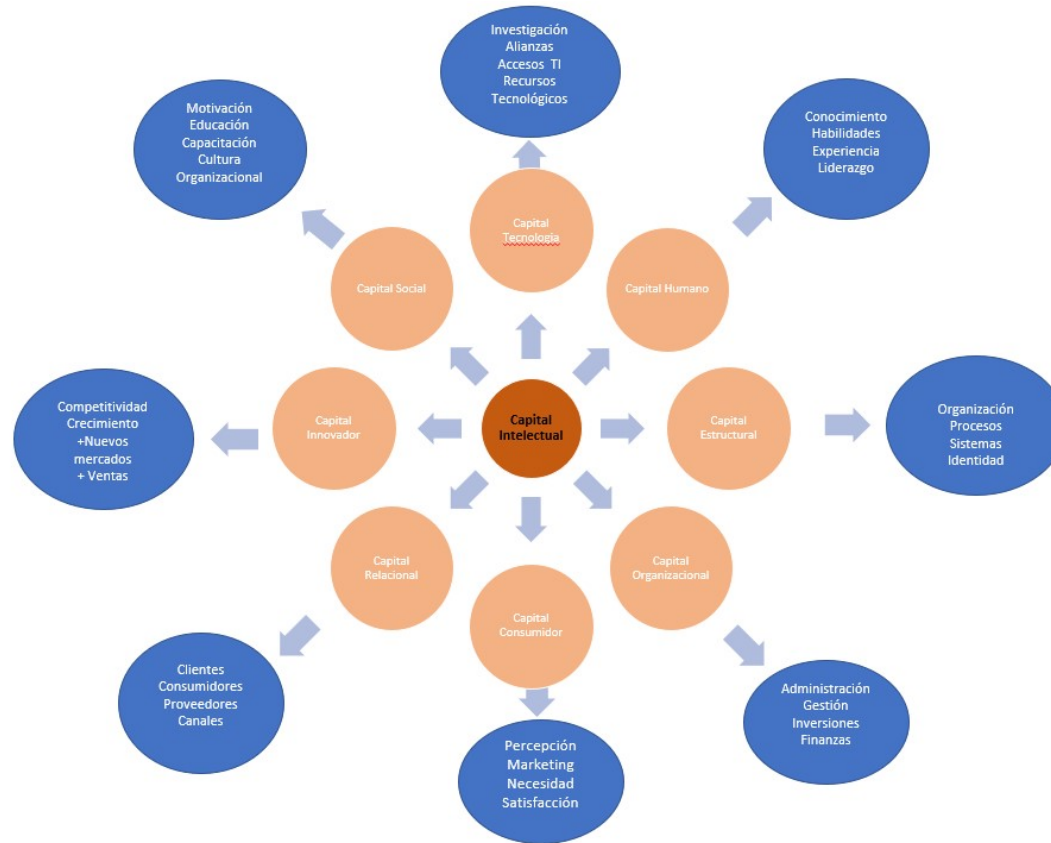 Investigación
Alianzas
Accesos TI
Recursos
Tecnológicos
Motivación
Educación
Capacitación
Cultura
Organizacional
Conocimiento
Habilidades
Experiencia
Liderazgo
Capital
Tecnologia
Capital Social
Capital Humano
Competitividad
Crecimiento
+Nuevos
mercados
+ Ventas
Capital
Innovador
Capital
Intelectual
Capital
Estructural
Organización
Procesos
Sistemas
Identidad
Capital
Relacional
Capital
Organizacional
Capital
Consumidor
Clientes
Consumidores
Proveedores
Canales
Administración
Gestión
Inversiones
Finanzas
Percepción
Marketing
Necesidad
Satisfacción